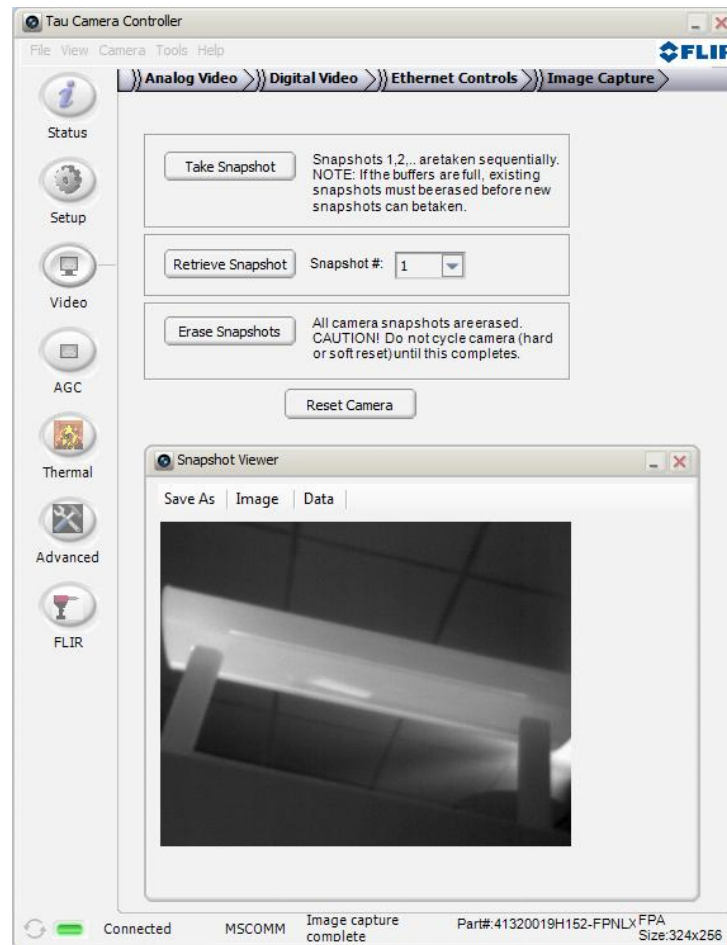 Tau Camera Controller
File View Camera Tools Help
FLIR
Analog Video Digital Video Ethernet Controls Image Capture
Status
Setup
Video
AGC
Thermal
Advanced
FLIR
Take Snapshot
Snapshots 1,2,.. aretaken sequentially.
NOTE: If the buffers are full, existing
snapshots must beerased before new
snapshots can betaken.
Retrieve Snapshot Snapshot #: 1
Erase Snapshots
All camera snapshots areerased.
CAUTION! Do not cycle camera (hard
or soft reset)until this completes.
Reset Camera
Snapshot Viewer
Save As Image Data
Connected MSCOMM
Image capture
complete
Part#:41320019H152-FPNLX
FPA
Size:324x256